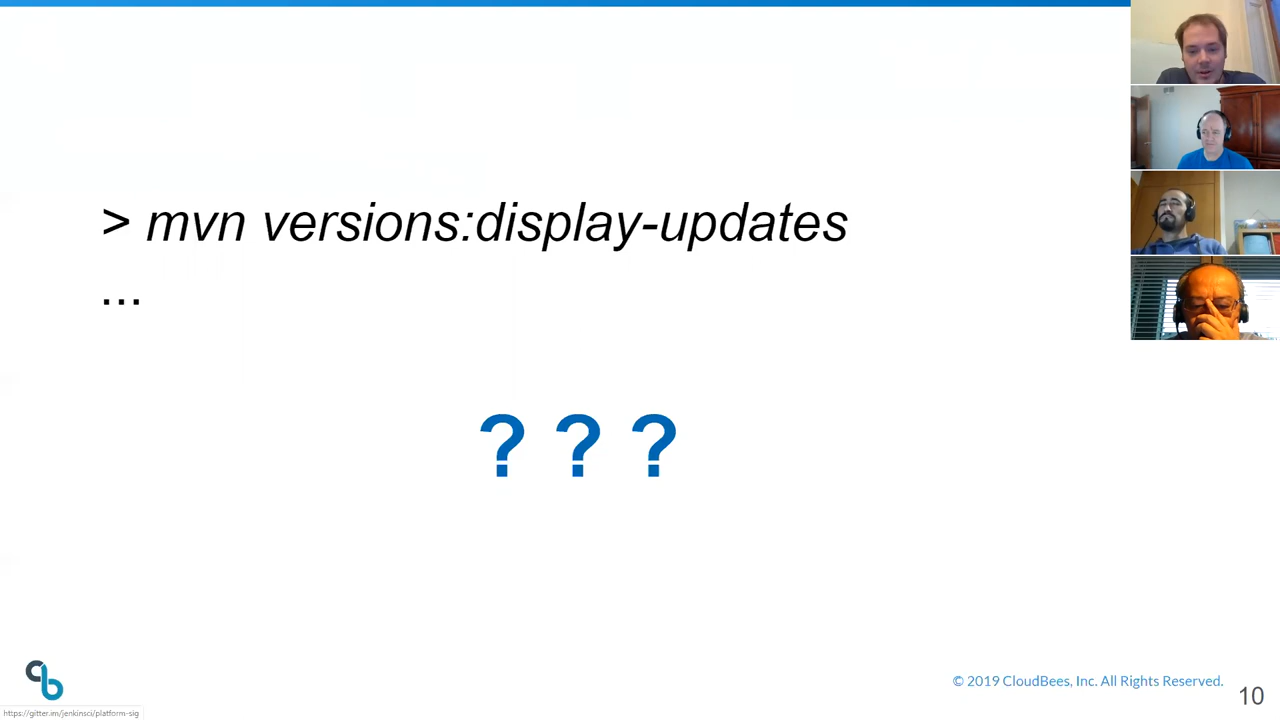 > mvn versions:display-updates
...
? ? ?
© 2019 CloudBees, Inc. All Rights Reserved.
10
https://gitter.im/jenkinsci/platform-sig